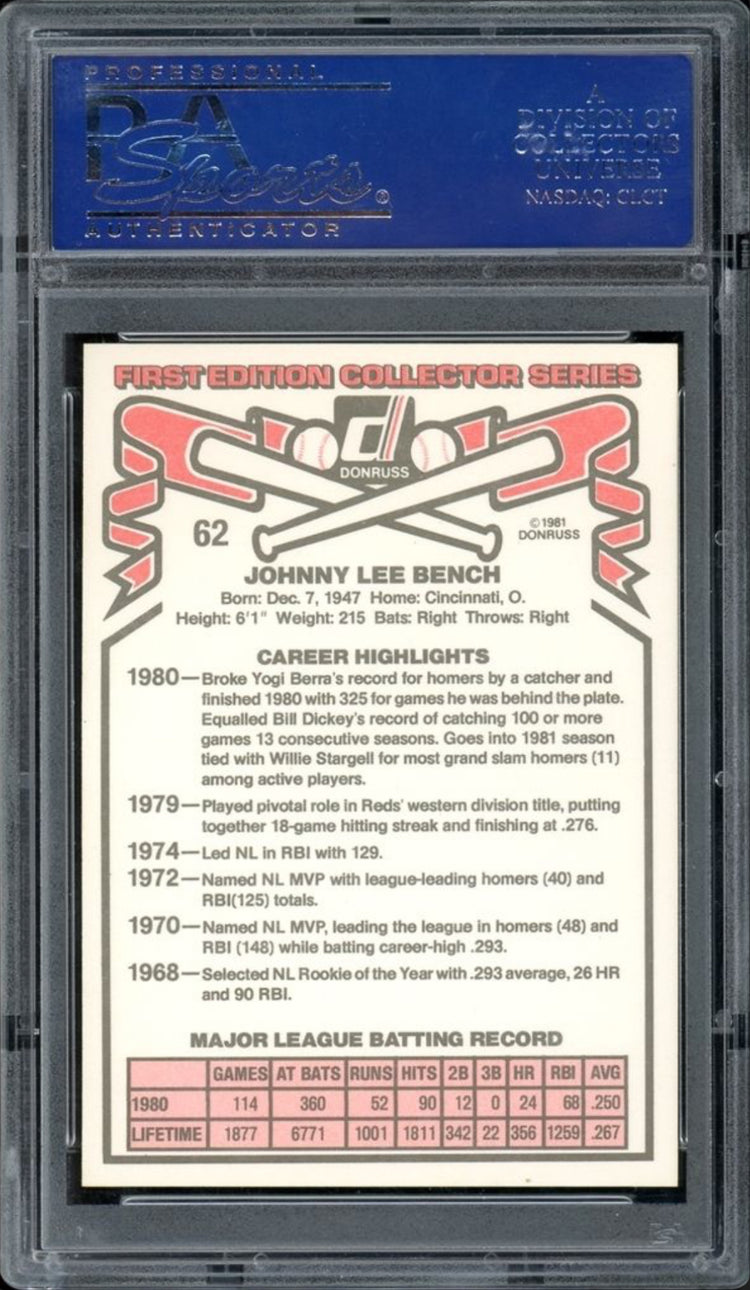 PROFESSIONAL
PSA
Sports®
AUTHENTICATOR
A
DIVISION OF
COLLECTORS
UNIVERSE
NASDAQ: CLCT
FIRST EDITION COLLECTOR SERIES
d
DONRUSS
62
©1981
DONRUSS
JOHNNY LEE BENCH
Born: Dec. 7, 1947 Home: Cincinnati, O.
Height: 6'1" Weight: 215 Bats: Right Throws: Right
CAREER HIGHLIGHTS
1980—Broke Yogi Berra's record for homers by a catcher and
finished 1980 with 325 for games he was behind the plate.
Equalled Bill Dickey's record of catching 100 or more
games 13 consecutive seasons. Goes into 1981 season
tied with Willie Stargell for most grand slam homers (11)
among active players.
1979—Played pivotal role in Reds' western division title, putting
together 18-game hitting streak and finishing at .276.
1974—Led NL in RBI with 129.
1972—Named NL MVP with league-leading homers (40) and
RBI(125) totals.
1970—Named NL MVP, leading the league in homers (48) and
RBI (148) while batting career-high .293.
1968—Selected NL Rookie of the Year with .293 average, 26 HR
and 90 RBI.
MAJOR LEAGUE BATTING RECORD
GAMES AT BATS RUNS HITS 2B 3B HR RBI AVG
1980 114 360 52 90 12 0 24 68 .250
LIFETIME 1877 6771 1001 1811 342 22 356 1259 .267